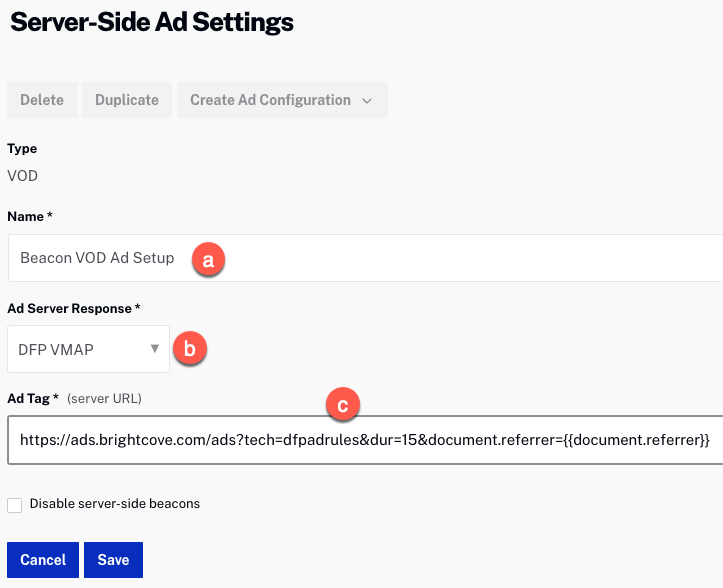 Server-Side Ad Settings
Delete Duplicate Create Ad Configuration
Type
VOD
Name *
Beacon VOD Ad Setup a
Ad Server Response *
DFP VMAP b
Ad Tag * (server URL)
c
https://ads.brightcove.com/ads?tech=dfpadrules&dur=15&document.referrer={{document.referrer}}
Disable server-side beacons
Cancel Save